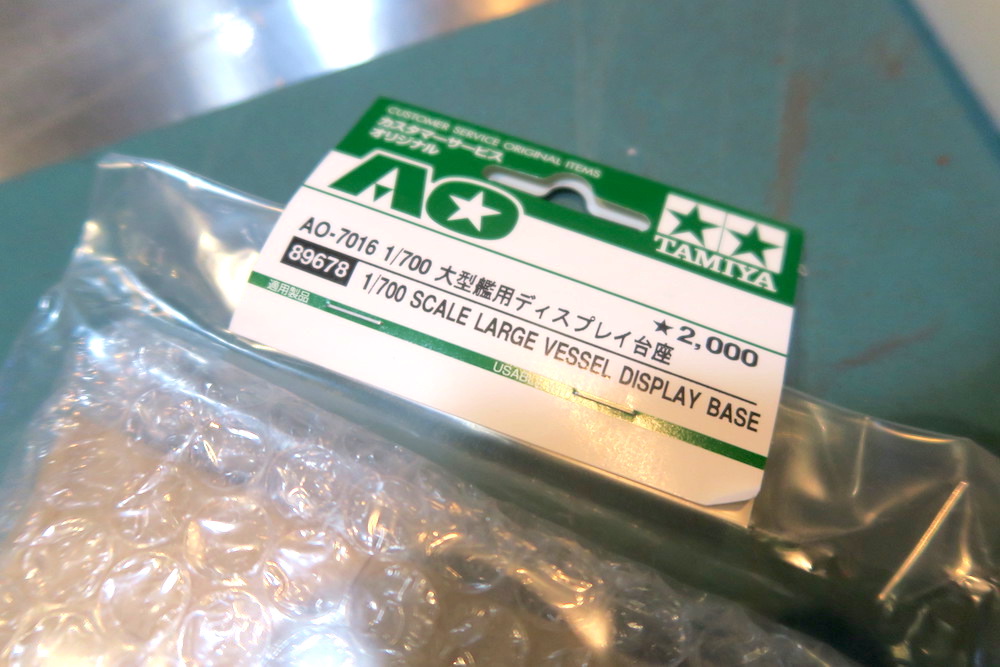 CUSTOMER SERVICE ORIGINAL ITEMS
カスタマーサービス
オリジナル
AO
TAMIYA
AO-7016 1/700 大型艦用ディスプレイ台座
★2,000
89678
1/700 SCALE LARGE VESSEL DISPLAY BASE
適用製品